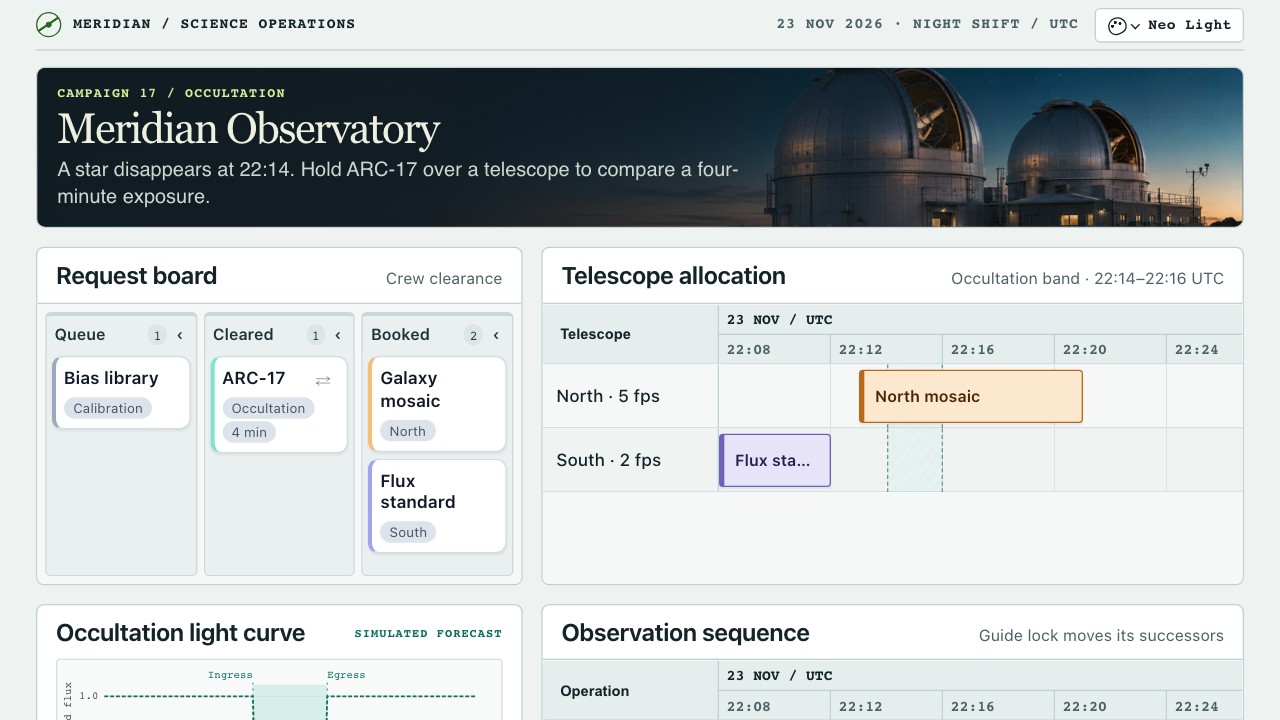 MERIDIAN / SCIENCE OPERATIONS
23 NOV 2026 · NIGHT SHIFT / UTC
Neo Light
CAMPAIGN 17 / OCCULTATION
Meridian Observatory
A star disappears at 22:14. Hold ARC-17 over a telescope to compare a four-
minute exposure.
Request board
Crew clearance
Queue 1
Bias library
Calibration
Cleared 1
ARC-17
Occultation
4 min
Booked 2
Galaxy
mosaic
North
Flux
standard
South
Telescope allocation
Occultation band · 22:14–22:16 UTC
Telescope
23 NOV / UTC
22:08 22:12 22:16 22:20 22:24
North · 5 fps
North mosaic
South · 2 fps
Flux sta...
Occultation light curve
SIMULATED FORECAST
Ingress Egress
1.0
flux
Observation sequence
Guide lock moves its successors
Operation
23 NOV / UTC
22:08 22:12 22:16 22:20 22:24